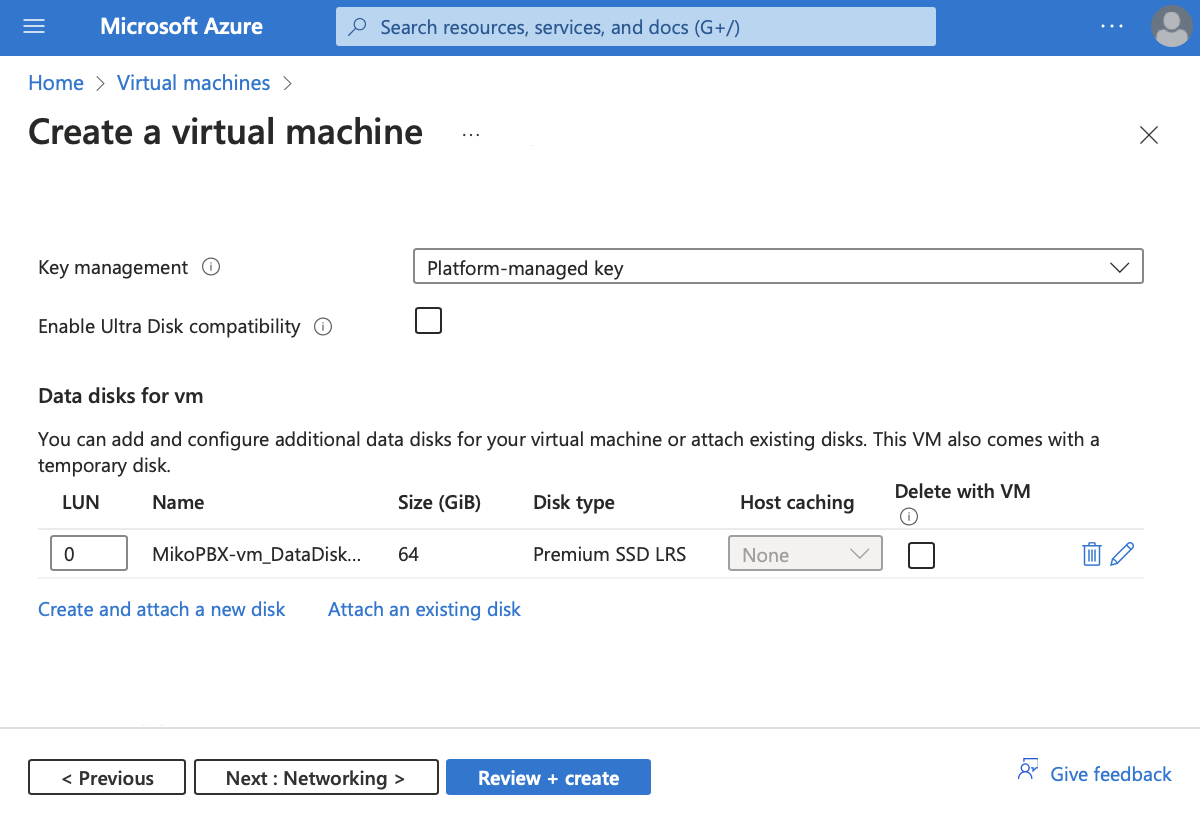 Microsoft Azure
Search resources, services, and docs (G+/)
...
Home > Virtual machines >
Create a virtual machine ...
Key management
Platform-managed key
Enable Ultra Disk compatibility
Data disks for vm
You can add and configure additional data disks for your virtual machine or attach existing disks. This VM also comes with a
temporary disk.
LUN Name Size (GiB) Disk type Host caching Delete with VM
0 MikoPBX-vm_DataDisk... 64 Premium SSD LRS None
Create and attach a new disk Attach an existing disk
< Previous Next : Networking > Review + create Give feedback